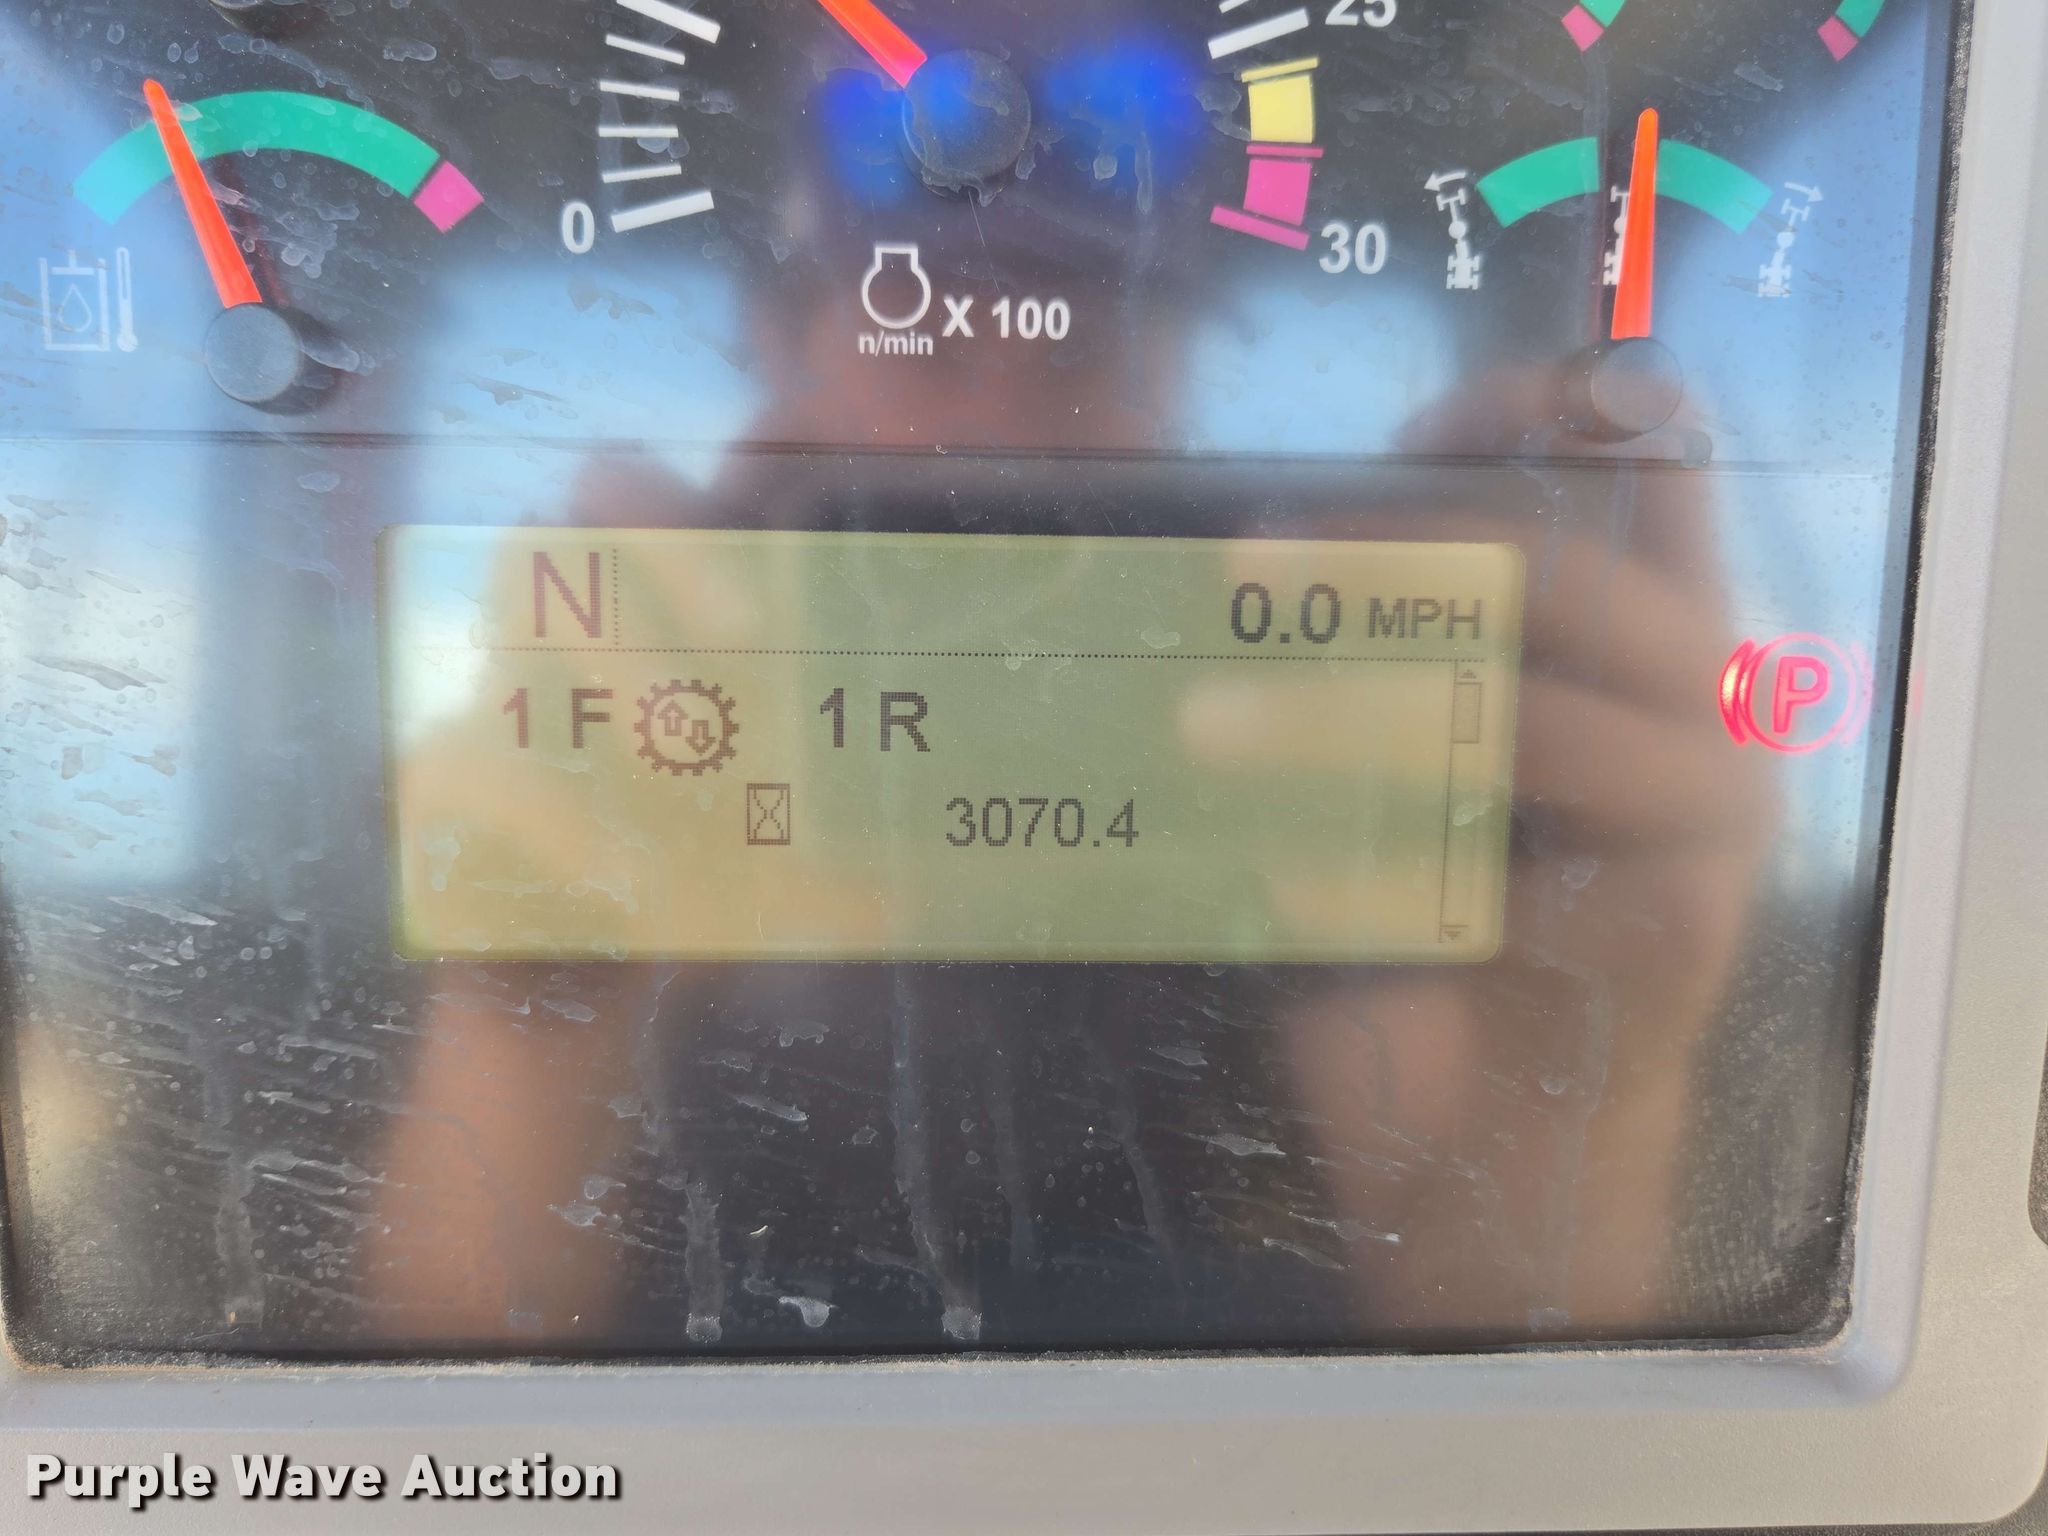 25
0
30
n/min X 100
N
0.0 MPH
1 F
1 R
3070.4
P
Purple Wave Auction